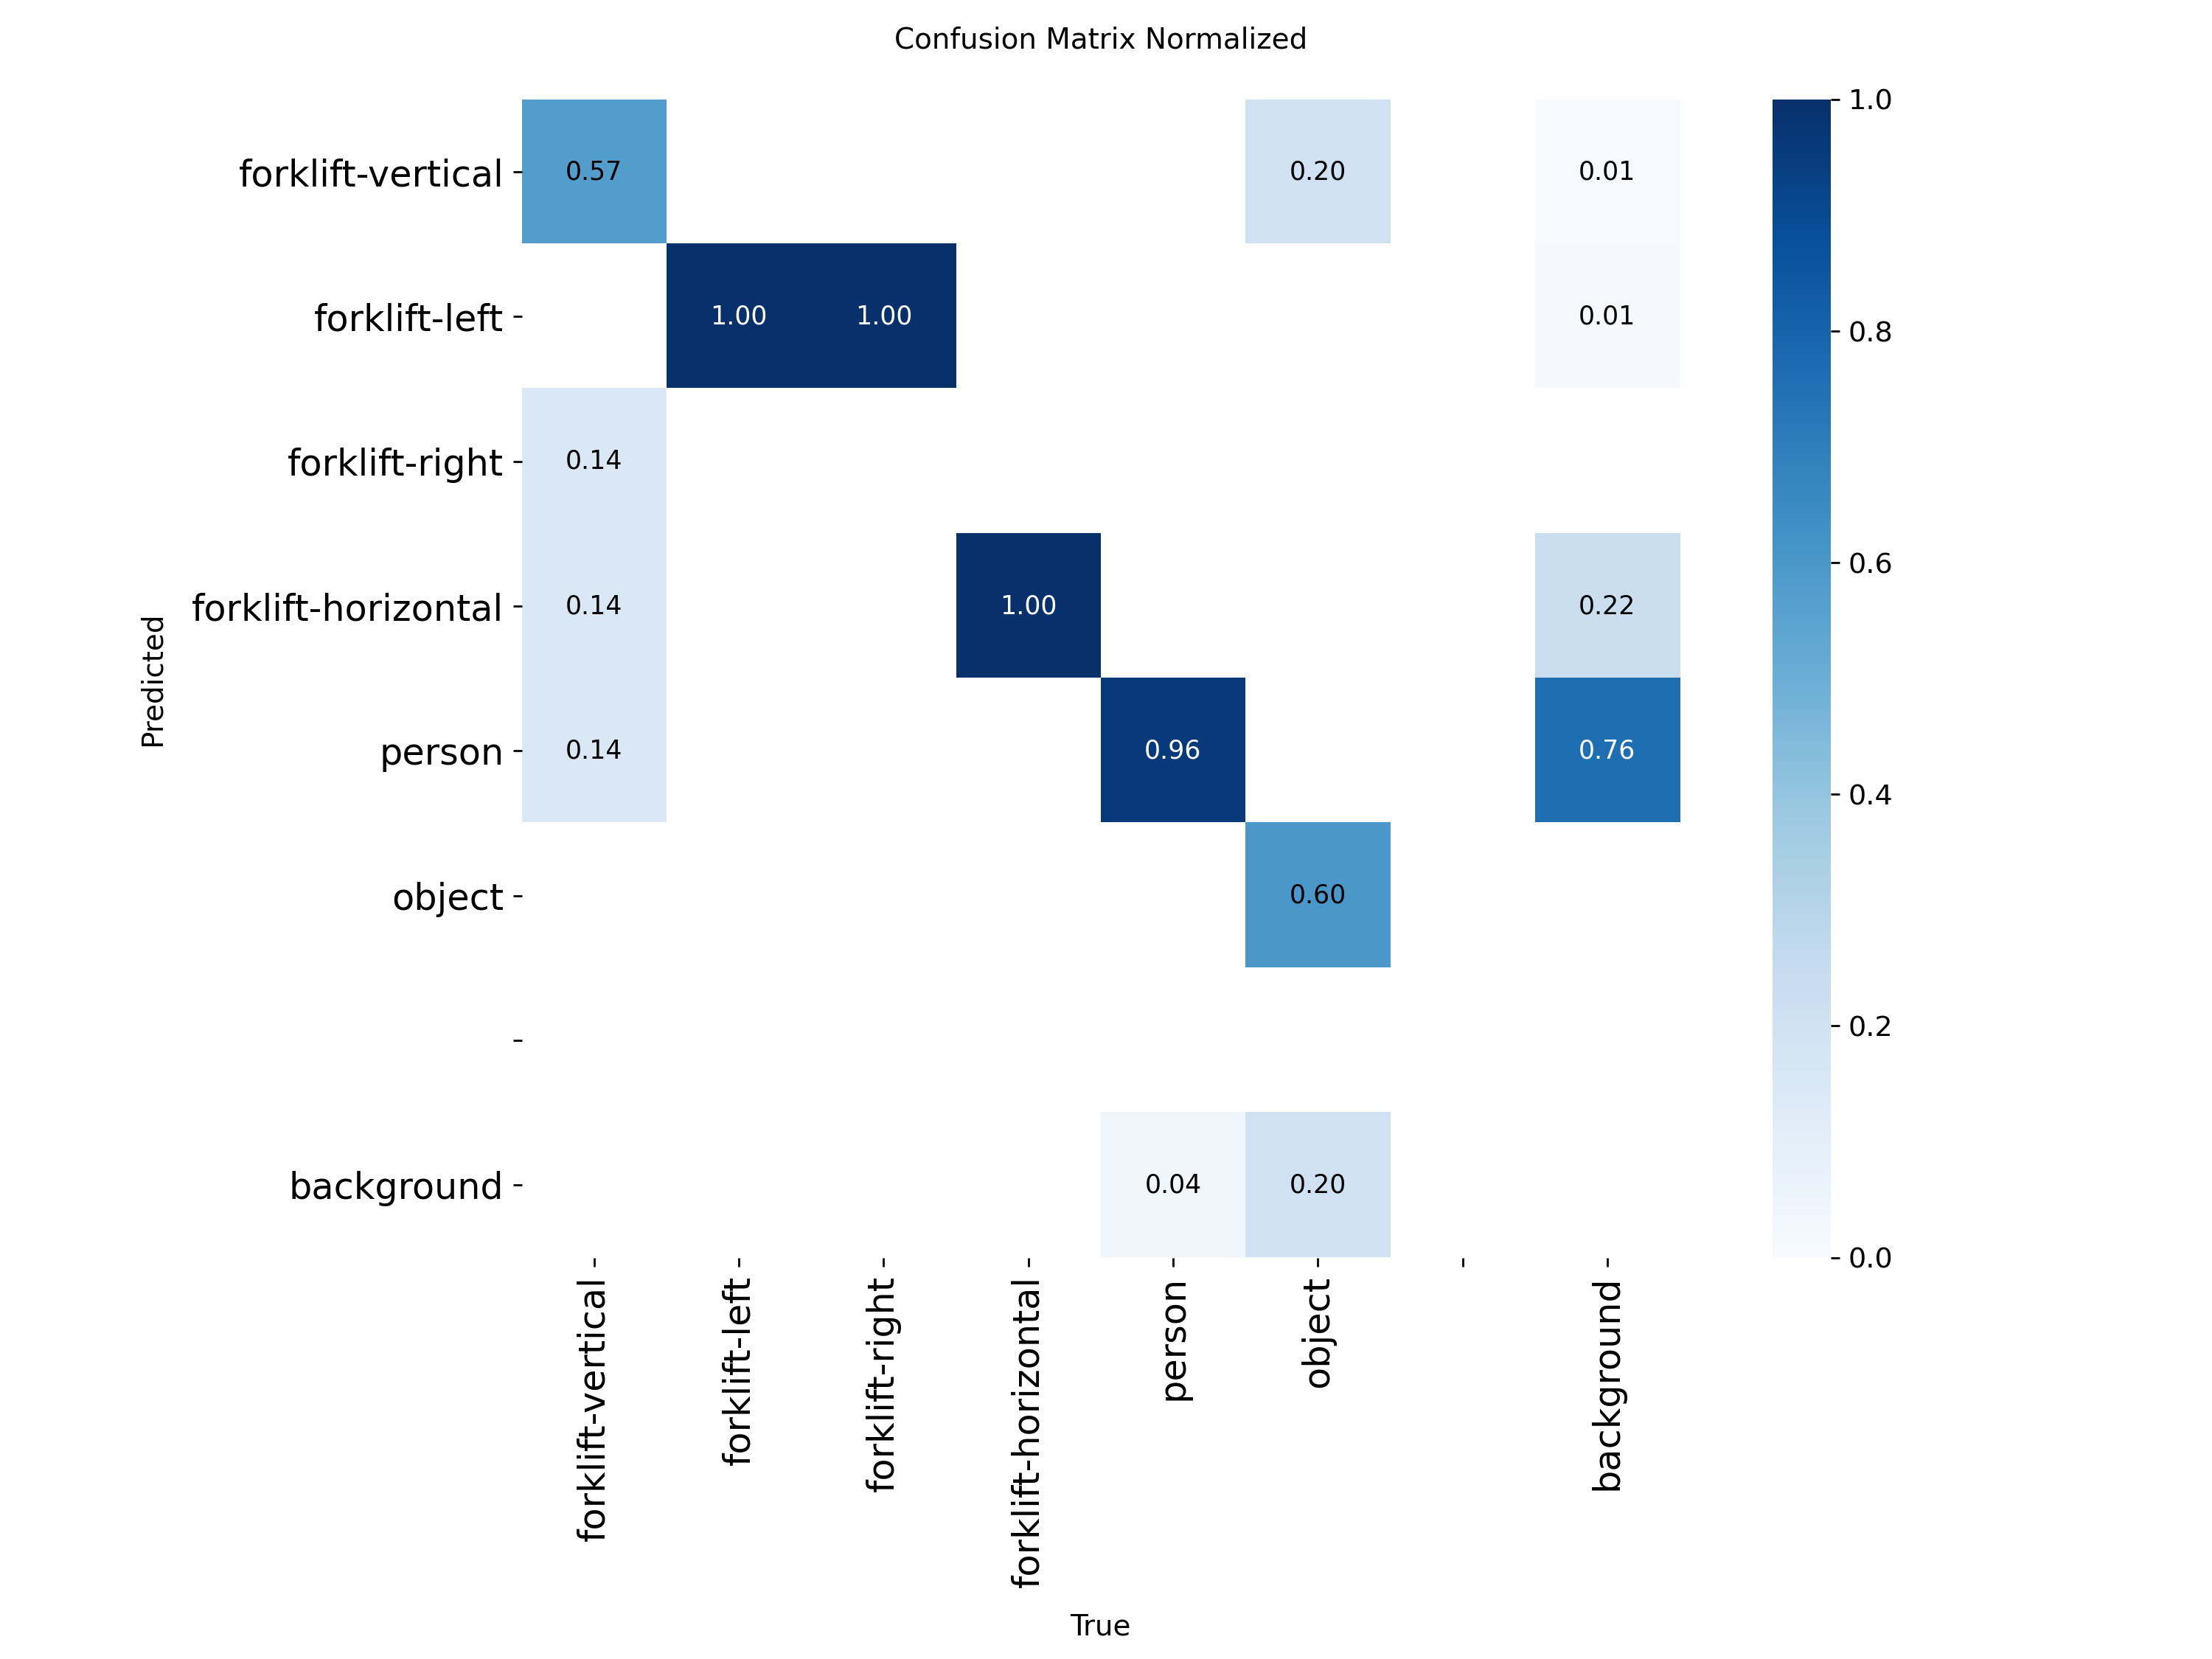 Confusion Matrix Normalized
forklift-vertical
0.57
0.20
0.01
forklift-left
1.00
1.00
0.01
forklift-right
0.14
forklift-horizontal
0.14
1.00
0.22
person
0.14
0.96
0.76
object
0.60
background
0.04
0.20
Predicted
forklift-vertical
forklift-left
forklift-right
forklift-horizontal
person
object
background
True
1.0
0.8
0.6
0.4
0.2
0.0